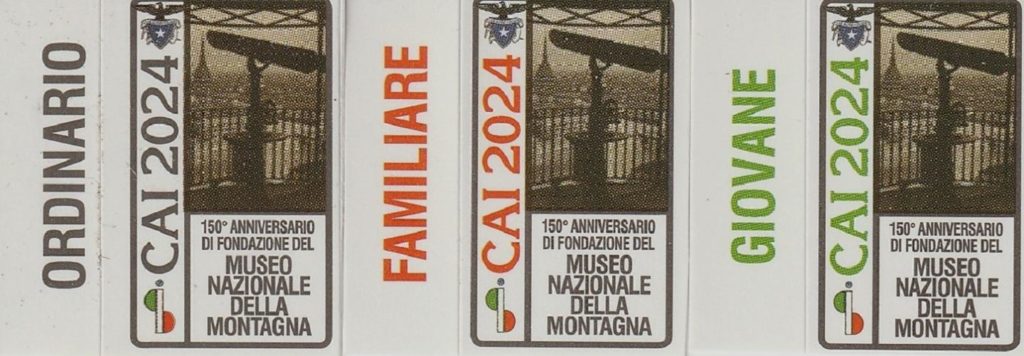 ORDINARIO
CAI 2024
150° ANNIVERSARIO
DI FONDAZIONE DEL
MUSEO
NAZIONALE
DELLA
MONTAGNA
FAMILIARE
CAI 2024
150° ANNIVERSARIO
DI FONDAZIONE DEL
MUSEO
NAZIONALE
DELLA
MONTAGNA
GIOVANE
CAI 2024
150° ANNIVERSARIO
DI FONDAZIONE DEL
MUSEO
NAZIONALE
DELLA
MONTAGNA